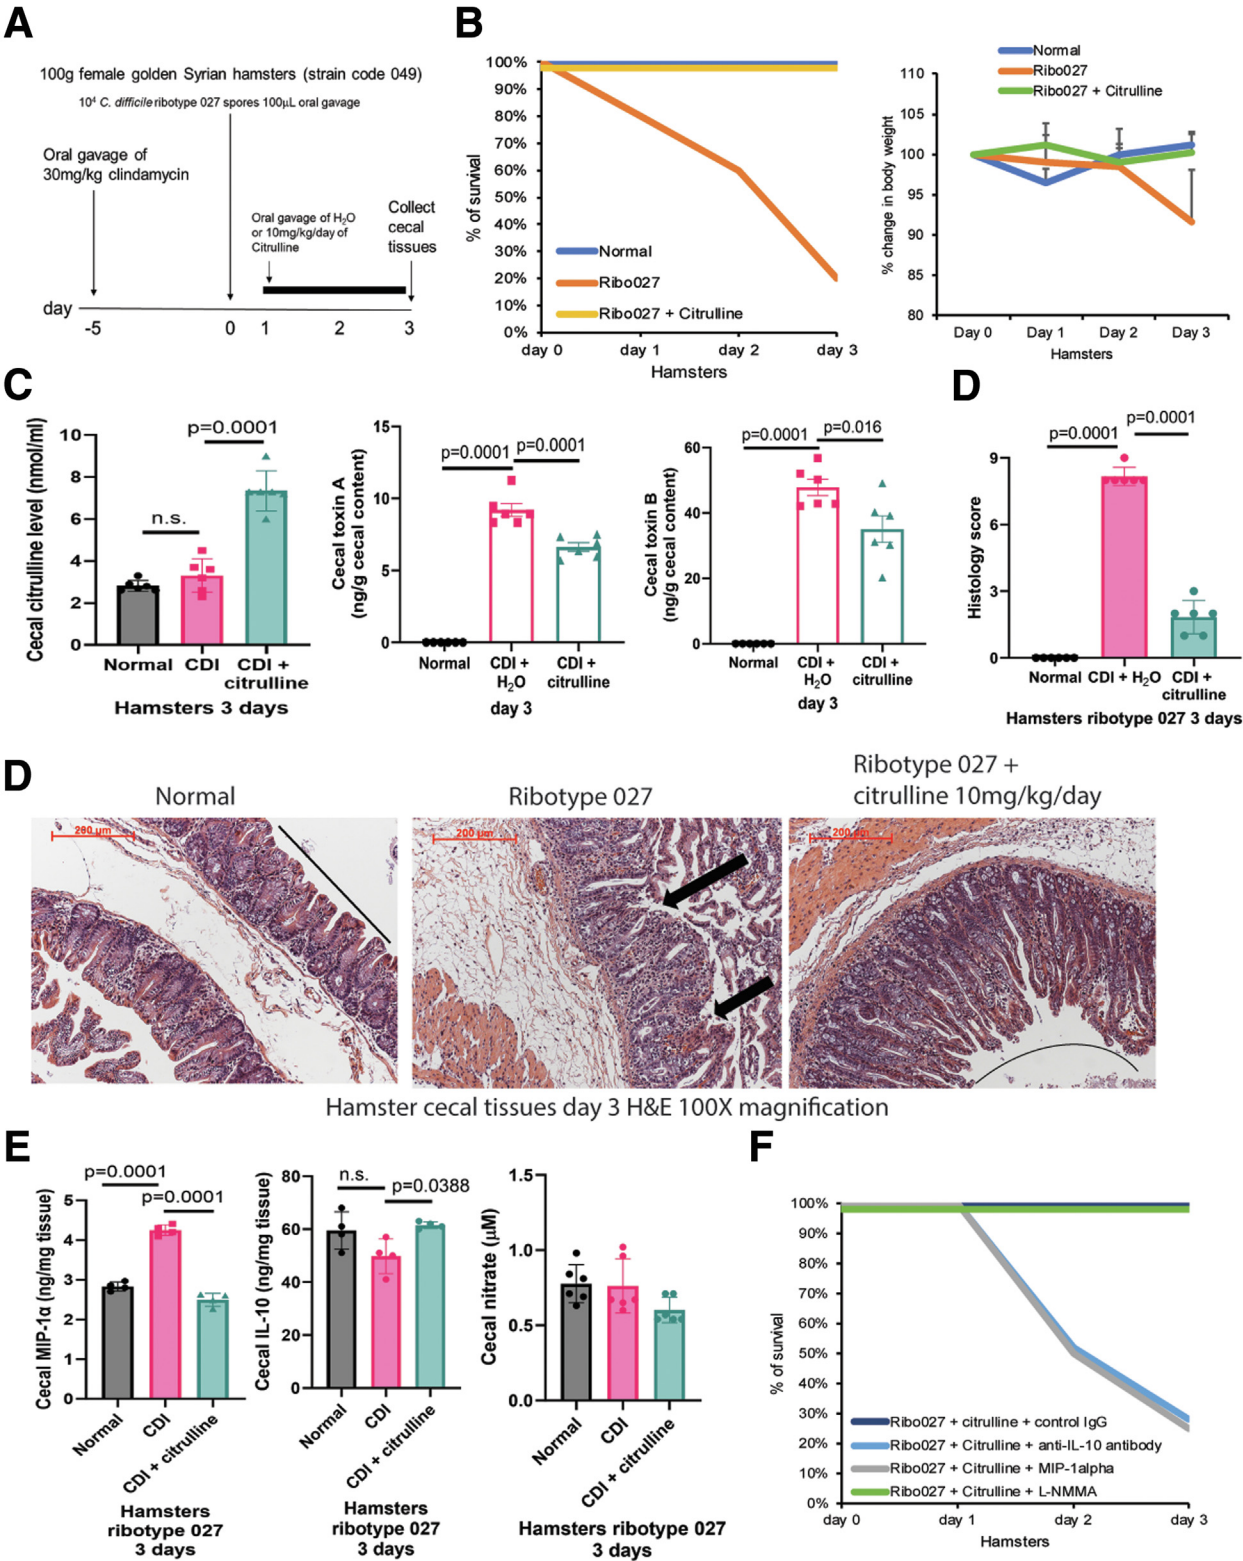 A
100g female golden Syrian hamsters (strain code 049)
10⁴ C. difficile ribotype 027 spores 100µL oral gavage
Oral gavage of
30mg/kg clindamycin
Oral gavage of H₂O
or 10mg/kg/day of
Citrulline
Collect
cecal
tissues
day
-5
0
1
2
3
B
% of survival
100%
90%
80%
70%
60%
50%
40%
30%
20%
10%
0%
Normal
Ribo027
Ribo027 + Citrulline
day 0
day 1
day 2
day 3
Hamsters
Normal
Ribo027
Ribo027 + Citrulline
% change in body weight
110
105
100
95
90
85
80
Day 0
Day 1
Day 2
Day 3
Hamsters
C
Cecal citrulline level (nmol/ml)
10
8
6
4
2
0
n.s.
p=0.0001
Normal
CDI
CDI +
citrulline
Hamsters 3 days
Cecal toxin A
(ng/g cecal content)
15
10
5
0
p=0.0001
p=0.0001
Normal
CDI +
H₂O
CDI +
citrulline
day 3
Cecal toxin B
(ng/g cecal content)
60
40
20
0
p=0.0001
p=0.016
Normal
CDI +
H₂O
CDI +
citrulline
day 3
D
Histology score
9
6
3
0
p=0.0001
p=0.0001
Normal
CDI + H₂O
CDI +
citrulline
Hamsters ribotype 027 3 days
D
Normal
Ribotype 027
Ribotype 027 +
citrulline 10mg/kg/day
200 µm
200 µm
200 µm
Hamster cecal tissues day 3 H&E 100X magnification
E
Cecal MIP-1α (ng/mg tissue)
5
4
3
2
1
0
p=0.0001
p=0.0001
Normal
CDI
CDI + citrulline
Hamsters
ribotype 027
3 days
Cecal IL-10 (ng/mg tissue)
80
60
40
20
0
n.s.
p=0.0388
Normal
CDI
CDI + citrulline
Hamsters
ribotype 027
3 days
Cecal nitrate (µM)
1.5
1.0
0.5
0.0
Normal
CDI
CDI + citrulline
Hamsters ribotype 027
3 days
F
% of survival
100%
90%
80%
70%
60%
50%
40%
30%
20%
10%
0%
Ribo027 + citrulline + control IgG
Ribo027 + Citrulline + anti-IL-10 antibody
Ribo027 + Citrulline + MIP-1alpha
Ribo027 + Citrulline + L-NMMA
day 0
day 1
day 2
day 3
Hamsters